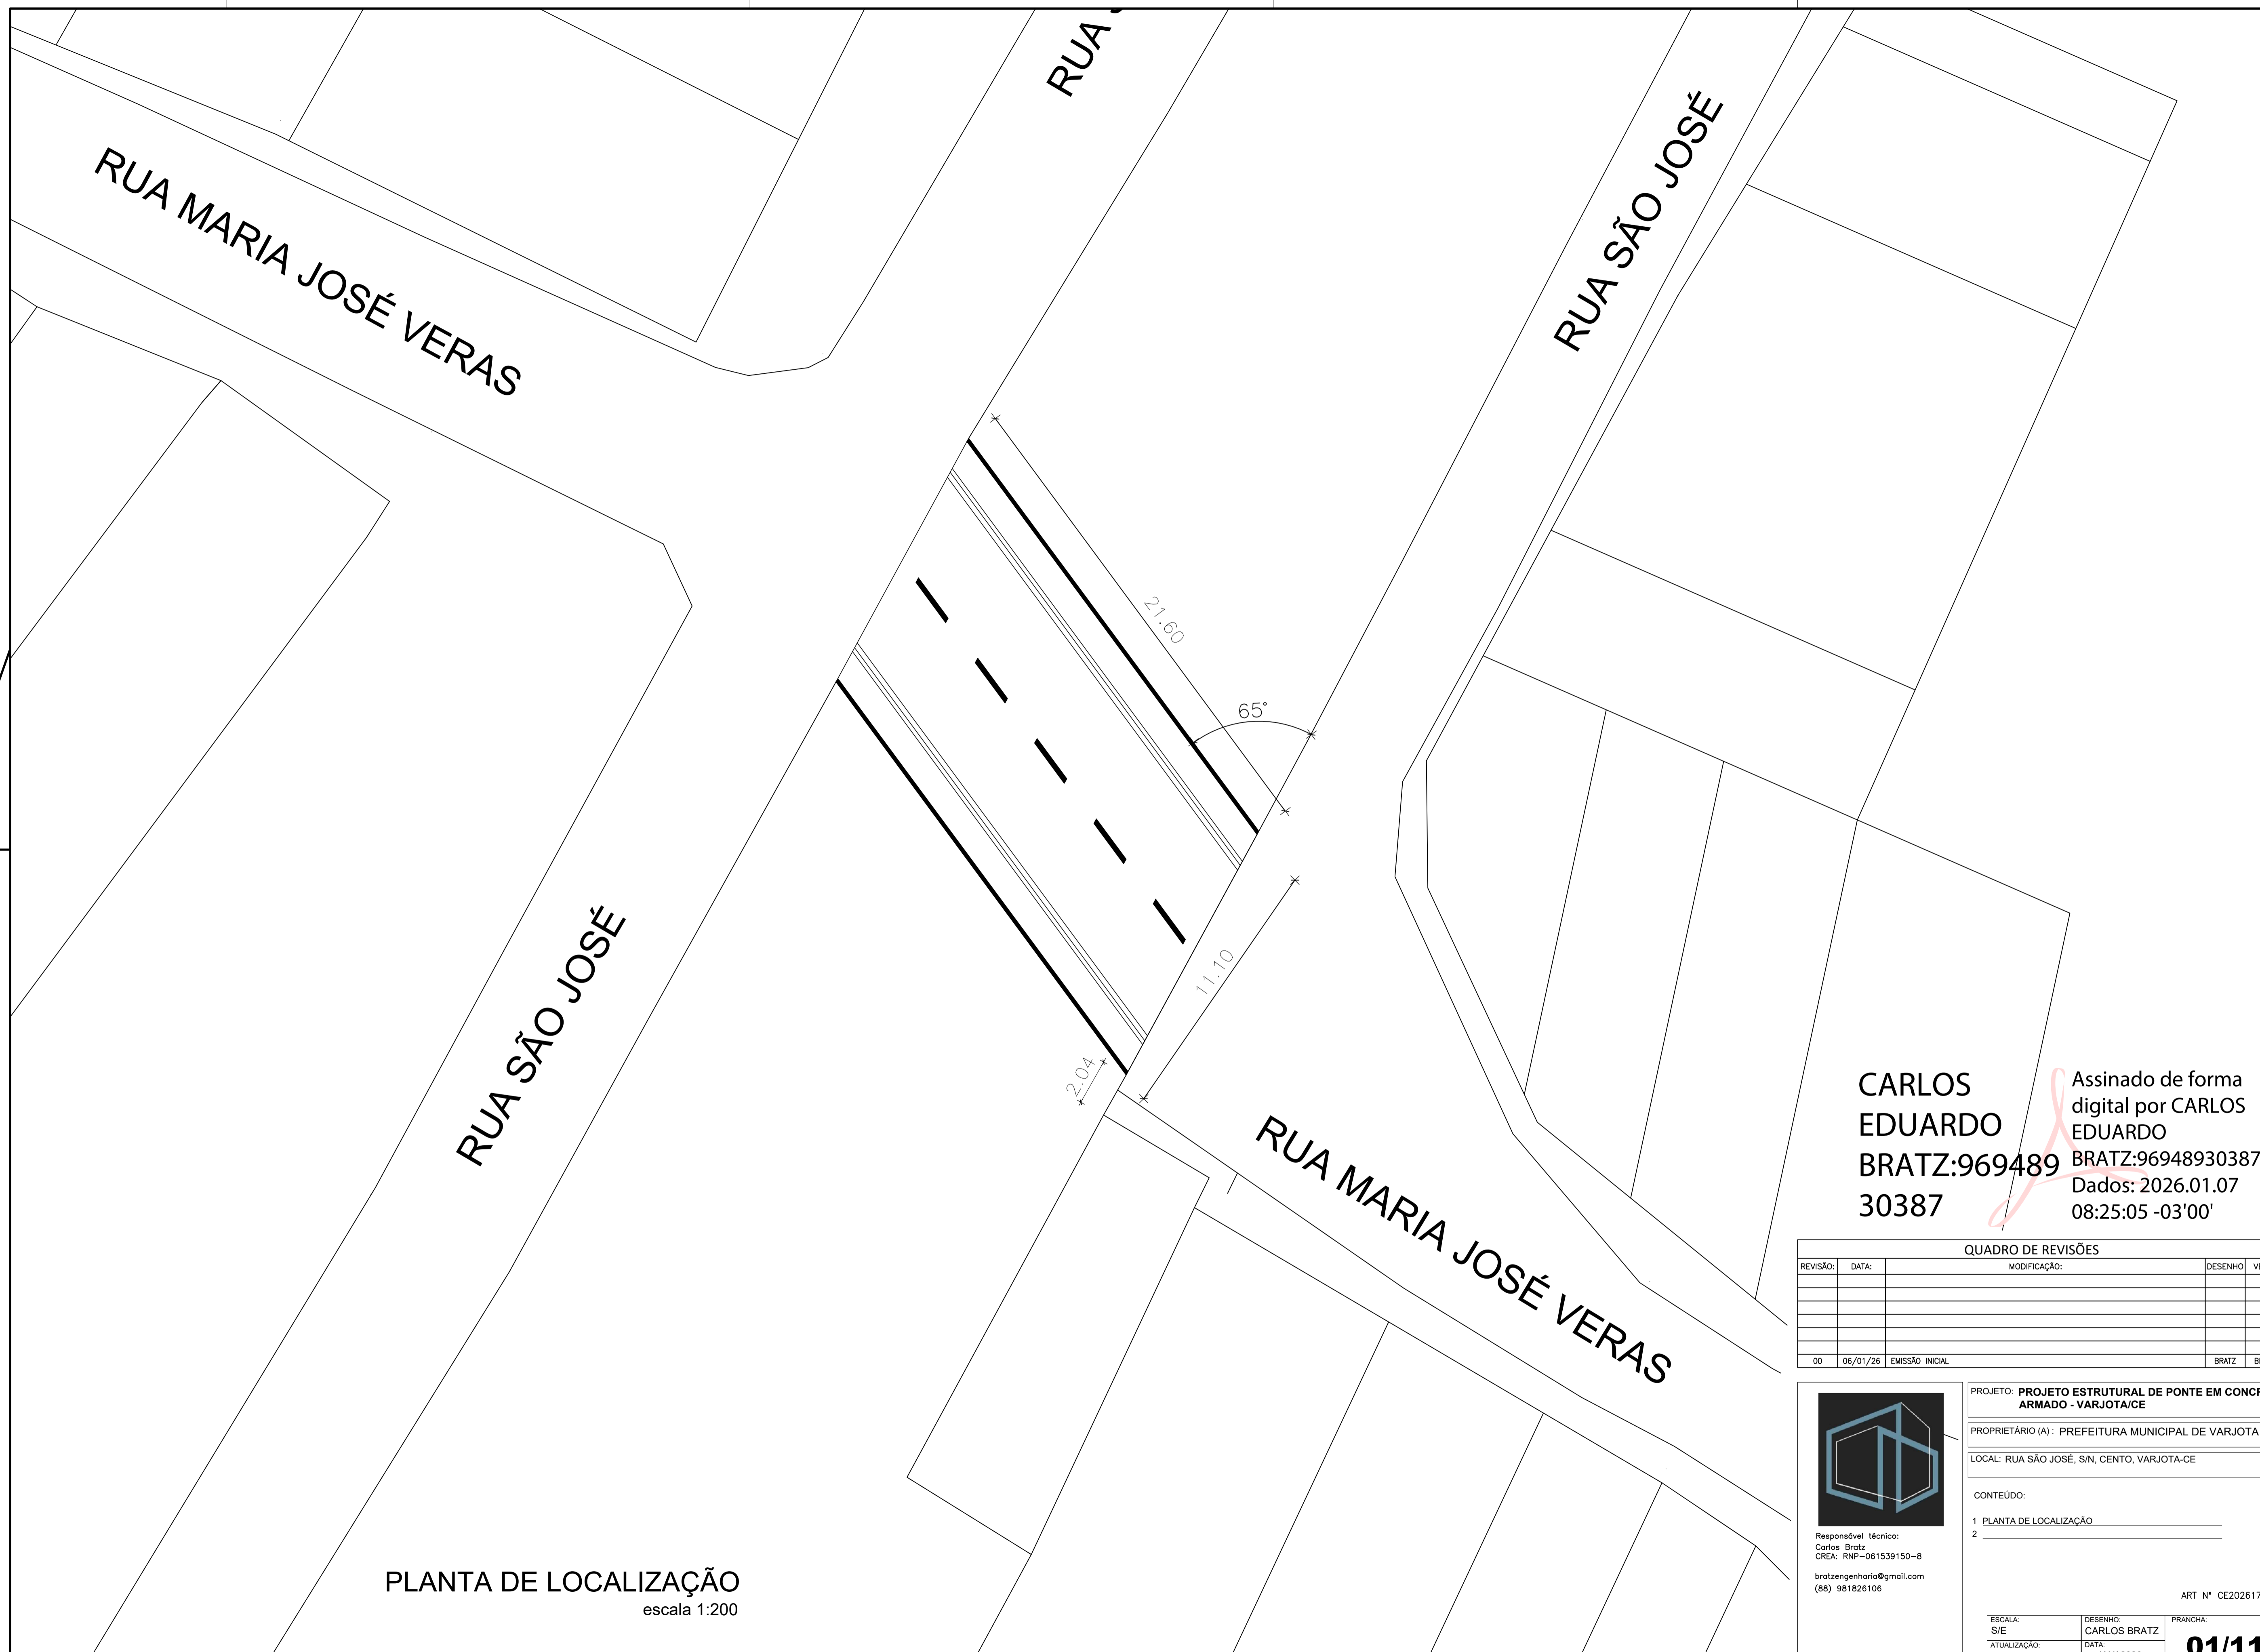 RUA
RUA SÃO JOSÉ
RUA MARIA JOSÉ VERAS
21.60
65°
11.10
2.04
RUA SÃO JOSÉ
RUA MARIA JOSÉ VERAS
PLANTA DE LOCALIZAÇÃO
escala 1:200
CARLOS
EDUARDO
BRATZ:969489
30387
Assinado de forma
digital por CARLOS
EDUARDO
BRATZ:96948930387
Dados: 2026.01.07
08:25:05 -03'00'
QUADRO DE REVISÕES
REVISÃO: DATA: MODIFICAÇÃO: DESENHO
00 06/01/26 EMISSÃO INICIAL BRATZ
PROJETO: PROJETO ESTRUTURAL DE PONTE EM
ARMADO - VARJOTA/CE
PROPRIETÁRIO (A) : PREFEITURA MUNICIPAL DE VARJOTA
LOCAL: RUA SÃO JOSÉ, S/N, CENTO, VARJOTA-CE
CONTEÚDO:
1 PLANTA DE LOCALIZAÇÃO
2
Responsável técnico:
Carlos Bratz
CREA: RNP-061539150-8
bratzengenharia@gmail.com
(88) 981826106
ART N° CE202617
ESCALA: DESENHO: PRANCHA:
S/E CARLOS BRATZ
ATUALIZAÇÃO: DATA:
01/11